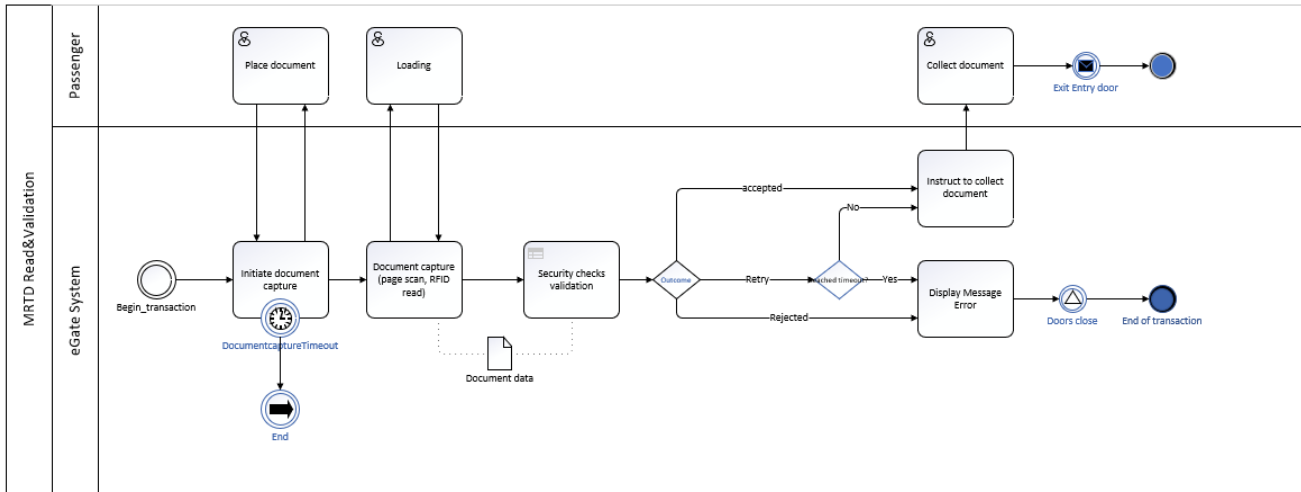 MRTD Read&Validation
Passenger
Place document
Loading
Collect document
Exit Entry door
eGate System
Begin_transaction
Initiate document
capture
DocumentcaptureTimeout
End
Document capture
(page scan, RFID
read)
Document data
Security checks
validation
Outcome
accepted
Retry
Rejected
timeout?
No
Yes
Instruct to collect
document
Display Message
Error
Doors close
End of transaction